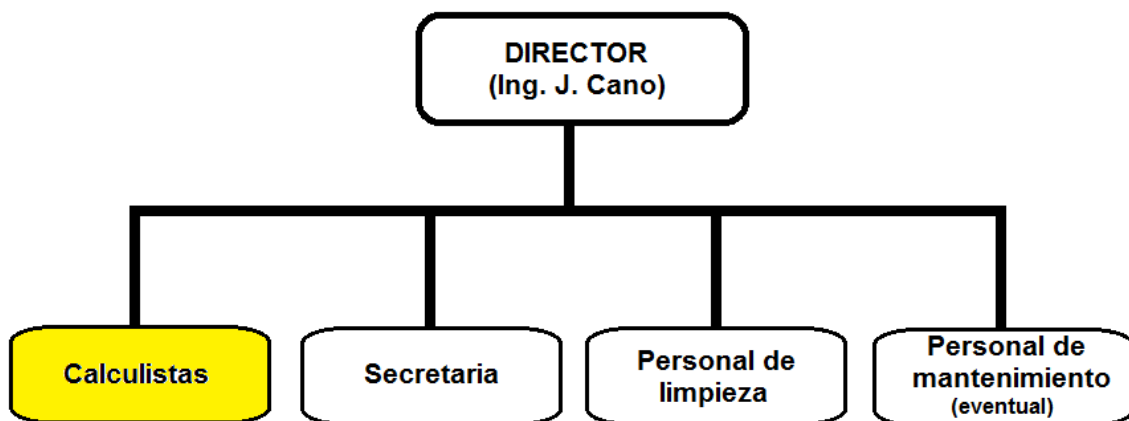 DIRECTOR
(Ing. J. Cano)
Calculistas
Secretaria
Personal de
limpieza
Personal de
mantenimiento
(eventual)